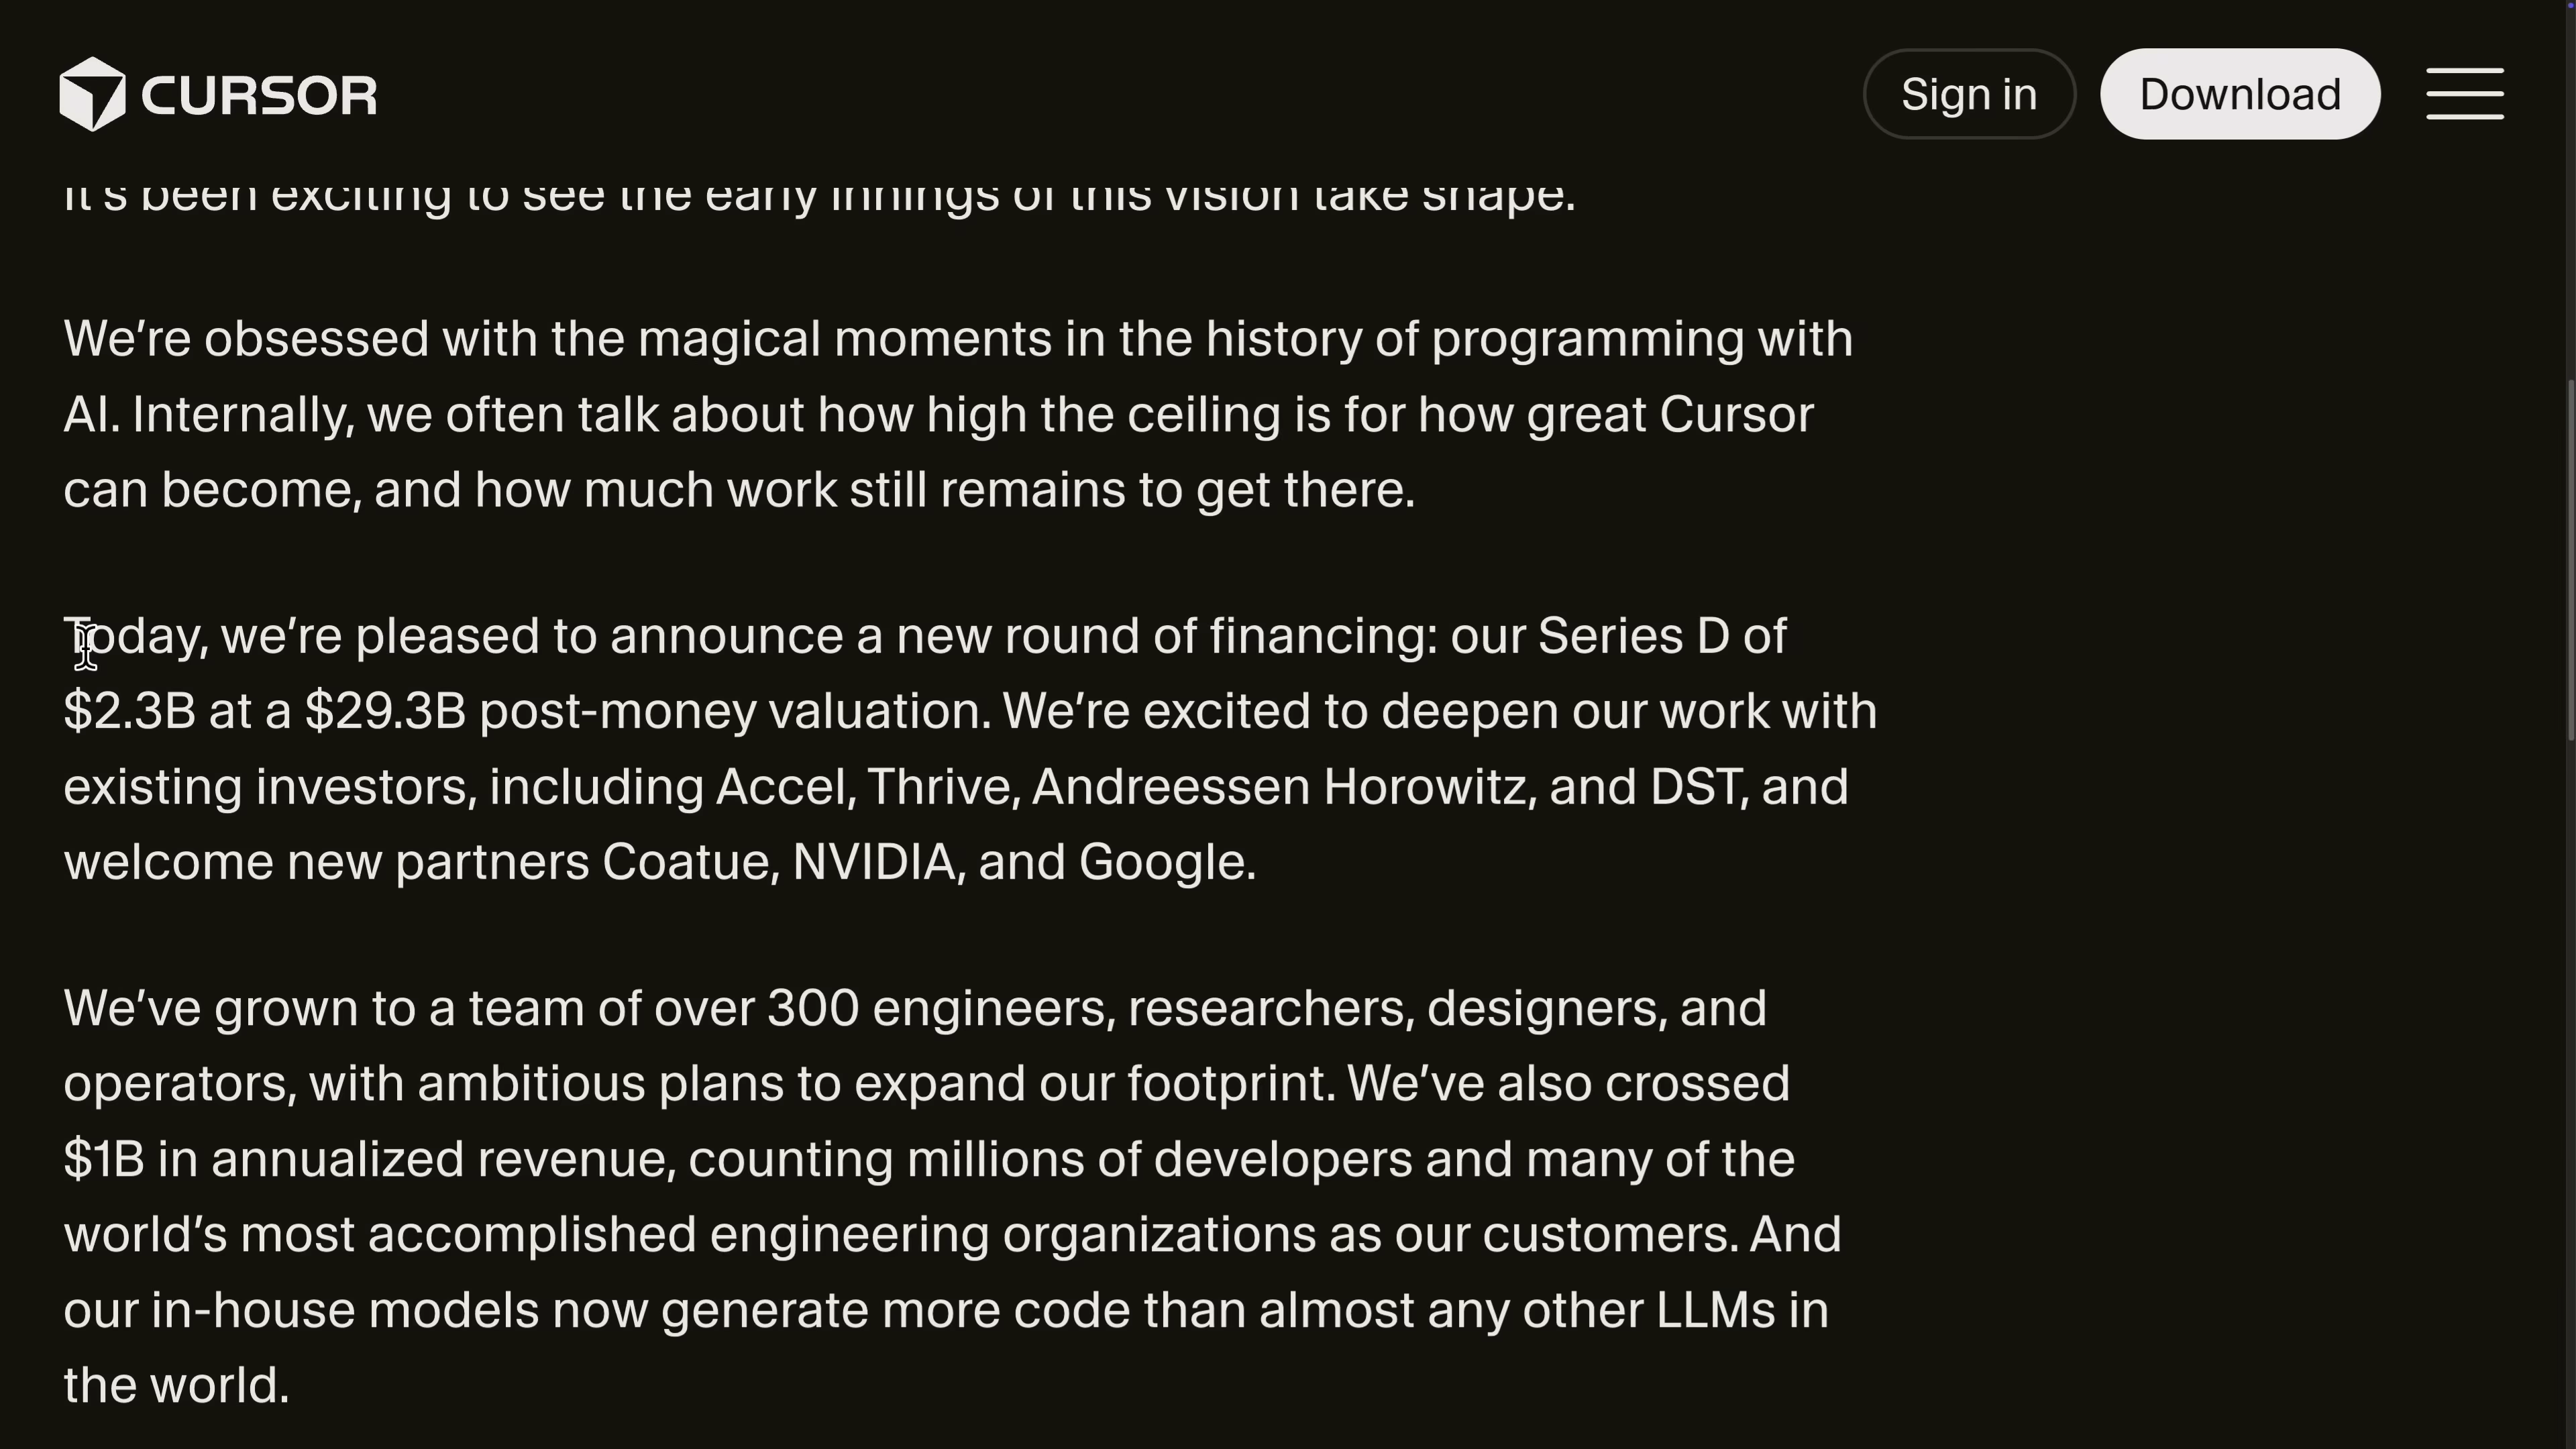 CURSOR
Sign in
Download
It’s been exciting to see the early innings of this vision take shape.
We’re obsessed with the magical moments in the history of programming with
AI. Internally, we often talk about how high the ceiling is for how great Cursor
can become, and how much work still remains to get there.
Today, we’re pleased to announce a new round of financing: our Series D of
$2.3B at a $29.3B post-money valuation. We’re excited to deepen our work with
existing investors, including Accel, Thrive, Andreessen Horowitz, and DST, and
welcome new partners Coatue, NVIDIA, and Google.
We’ve grown to a team of over 300 engineers, researchers, designers, and
operators, with ambitious plans to expand our footprint. We’ve also crossed
$1B in annualized revenue, counting millions of developers and many of the
world’s most accomplished engineering organizations as our customers. And
our in-house models now generate more code than almost any other LLMs in
the world.